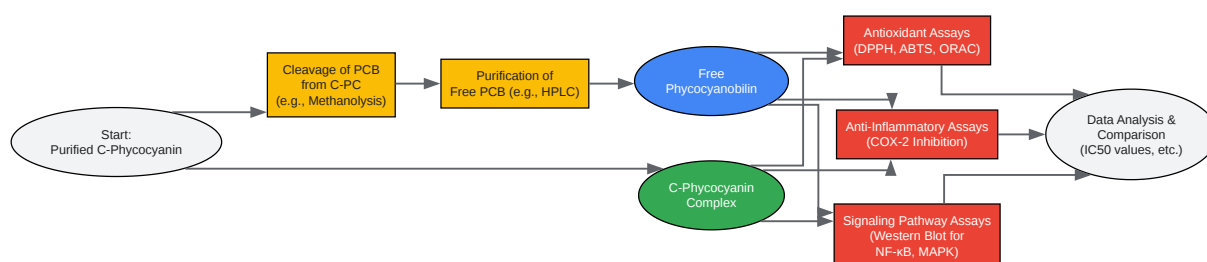 Start:
Purified C-Phycocyanin
Cleavage of PCB
from C-PC
(e.g., Methanolysis)
Purification of
Free PCB (e.g., HPLC)
Free
Phycocyanobilin
C-Phycocyanin
Complex
Antioxidant Assays
(DPPH, ABTS, ORAC)
Anti-Inflammatory Assays
(COX-2 Inhibition)
Signaling Pathway Assays
(Western Blot for
NF-κB, MAPK)
Data Analysis &
Comparison
(IC50 values, etc.)